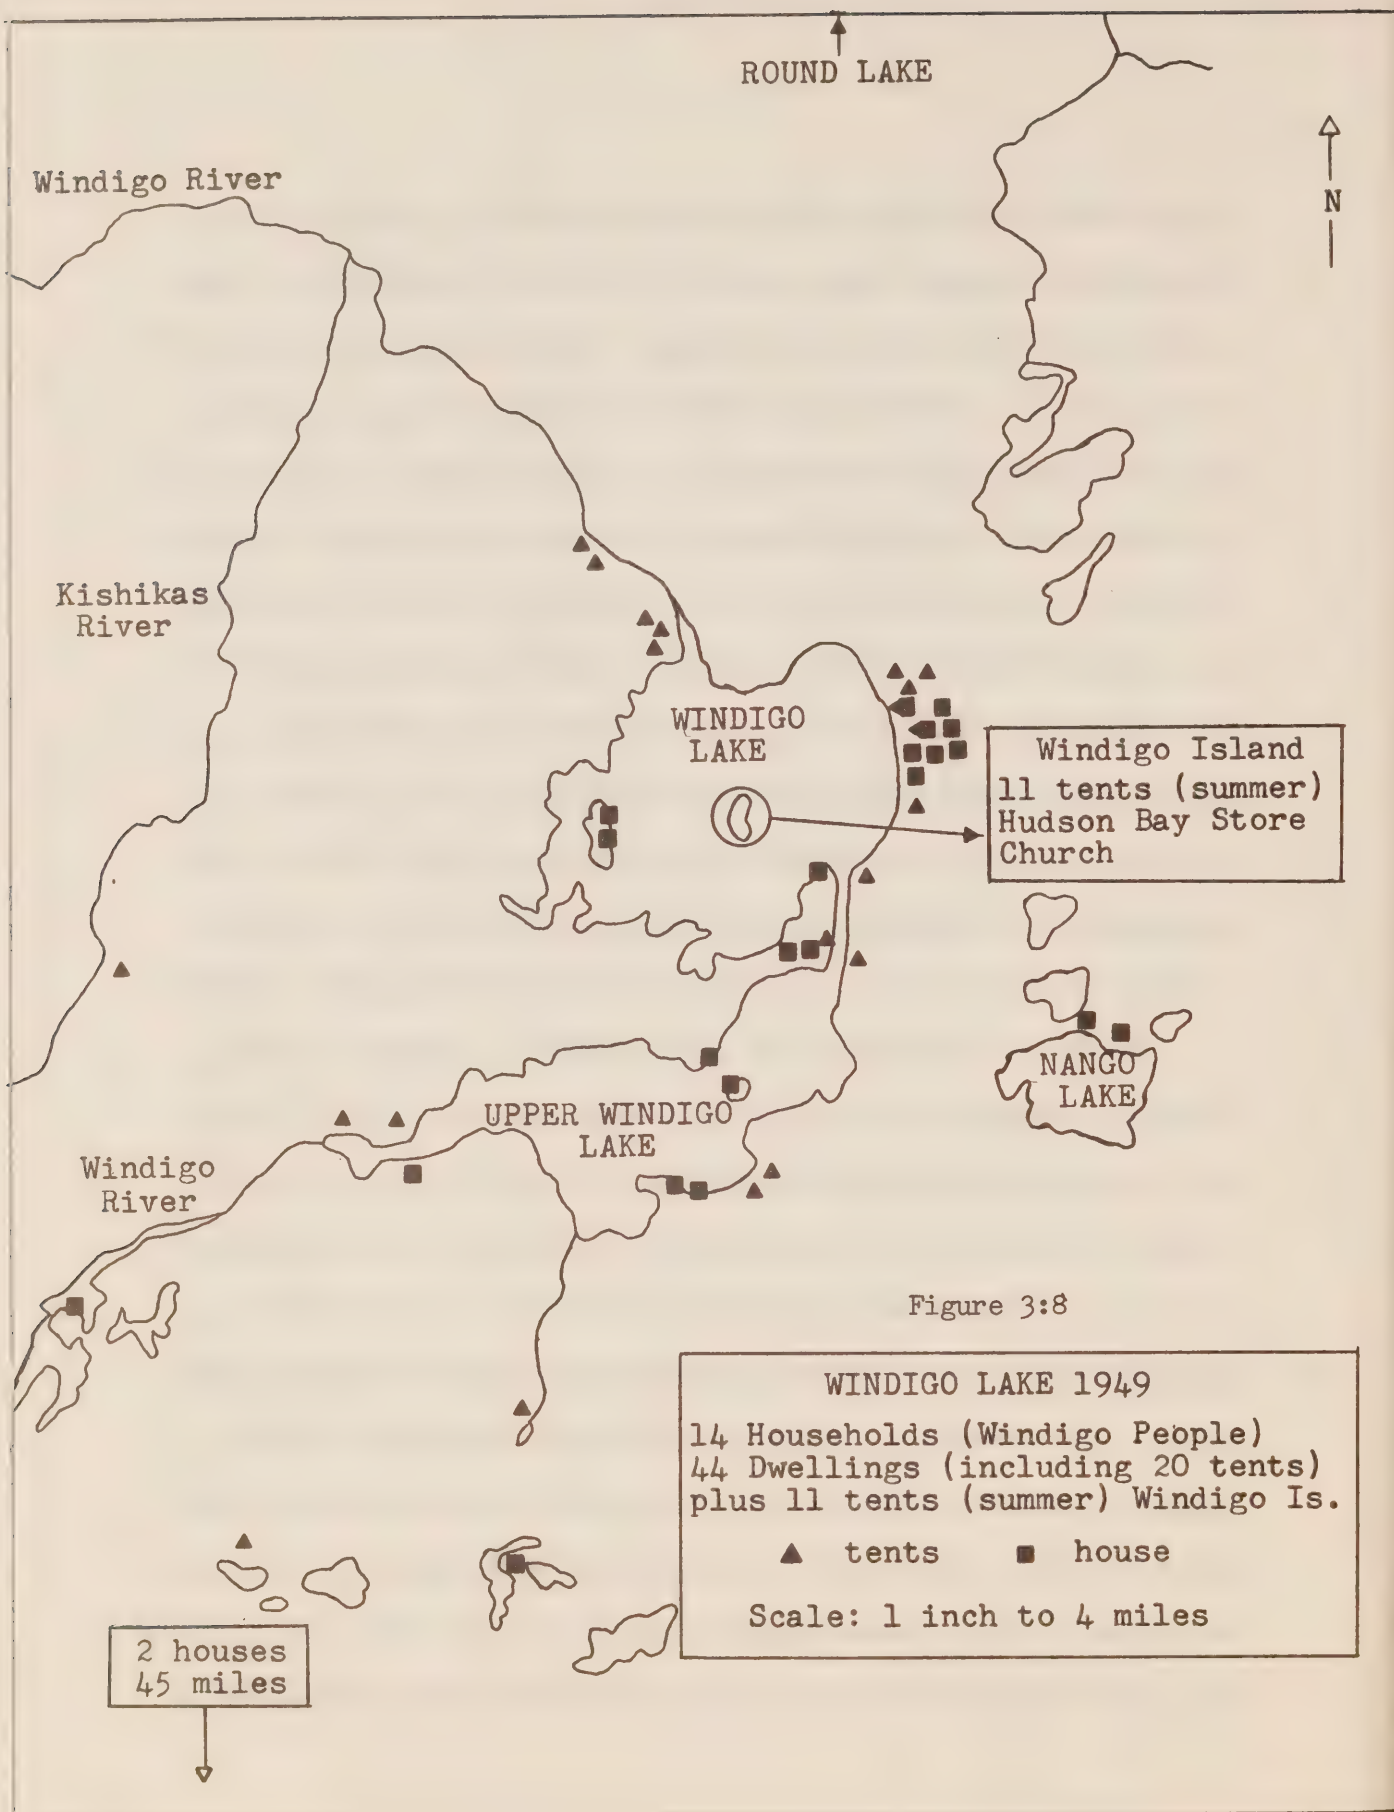 ROUND LAKE
Windigo River
N
Kishikas
River
WINDIGO
LAKE
Windigo Island
11 tents (summer)
Hudson Bay Store
Church
NANGO
LAKE
UPPER WINDIGO
LAKE
Windigo
River
Figure 3:8
WINDIGO LAKE 1949
14 Households (Windigo People)
44 Dwellings (including 20 tents)
plus 11 tents (summer) Windigo Is.
tents house
Scale: 1 inch to 4 miles
2 houses
45 miles